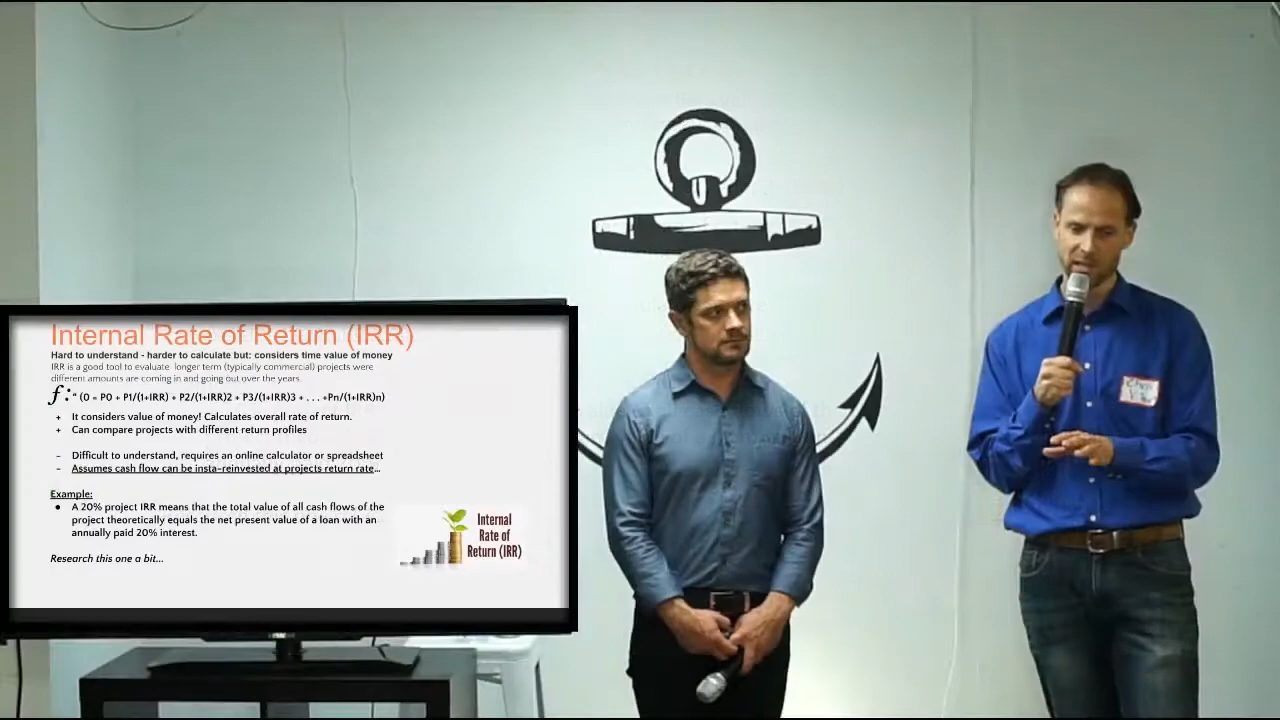 Internal Rate of Return (IRR)
Hard to understand - harder to calculate but: considers time value of money
IRR is a good tool to evaluate longer term (typically commercial) projects were
different amounts are coming in and going out over the years.
f: " (0 = P0 + P1/(1+IRR) + P2/(1+IRR)2 + P3/(1+IRR)3 + . . . +Pn/(1+IRR)n)
+ It considers value of money! Calculates overall rate of return.
+ Can compare projects with different return profiles
- Difficult to understand, requires an online calculator or spreadsheet
- Assumes cash flow can be insta-reinvested at projects return rate...
Example:
● A 20% project IRR means that the total value of all cash flows of the
project theoretically equals the net present value of a loan with an
annually paid 20% interest.
Research this one a bit...
Internal
Rate of
Return (IRR)